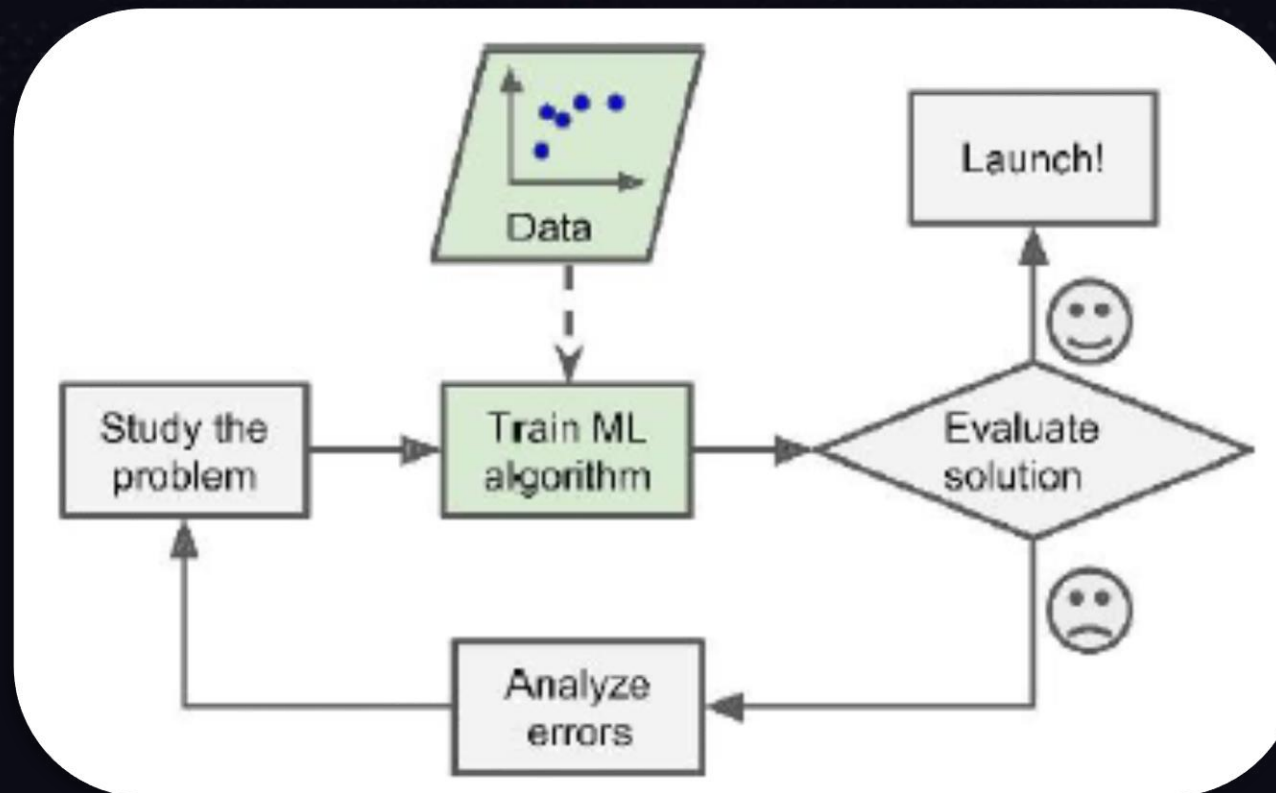 Data
Launch!
Study the
problem
Train ML
algorithm
Evaluate
solution
Analyze
errors